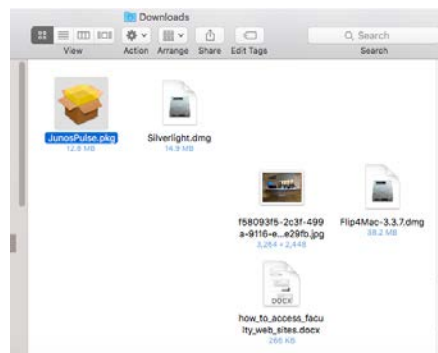 Downloads
View Action Arrange Share Edit Tags Search
Search
JunosPulse.pkg
12.8 MB
Silverlight.dmg
14.9 MB
f58093f5-2c3f-499
a-9116-e...e29fb.jpg
3,264 × 2,448
Flip4Mac-3.3.7.dmg
38.2 MB
DOCX
how_to_access_facu
lty_web_sites.docx
266 KB